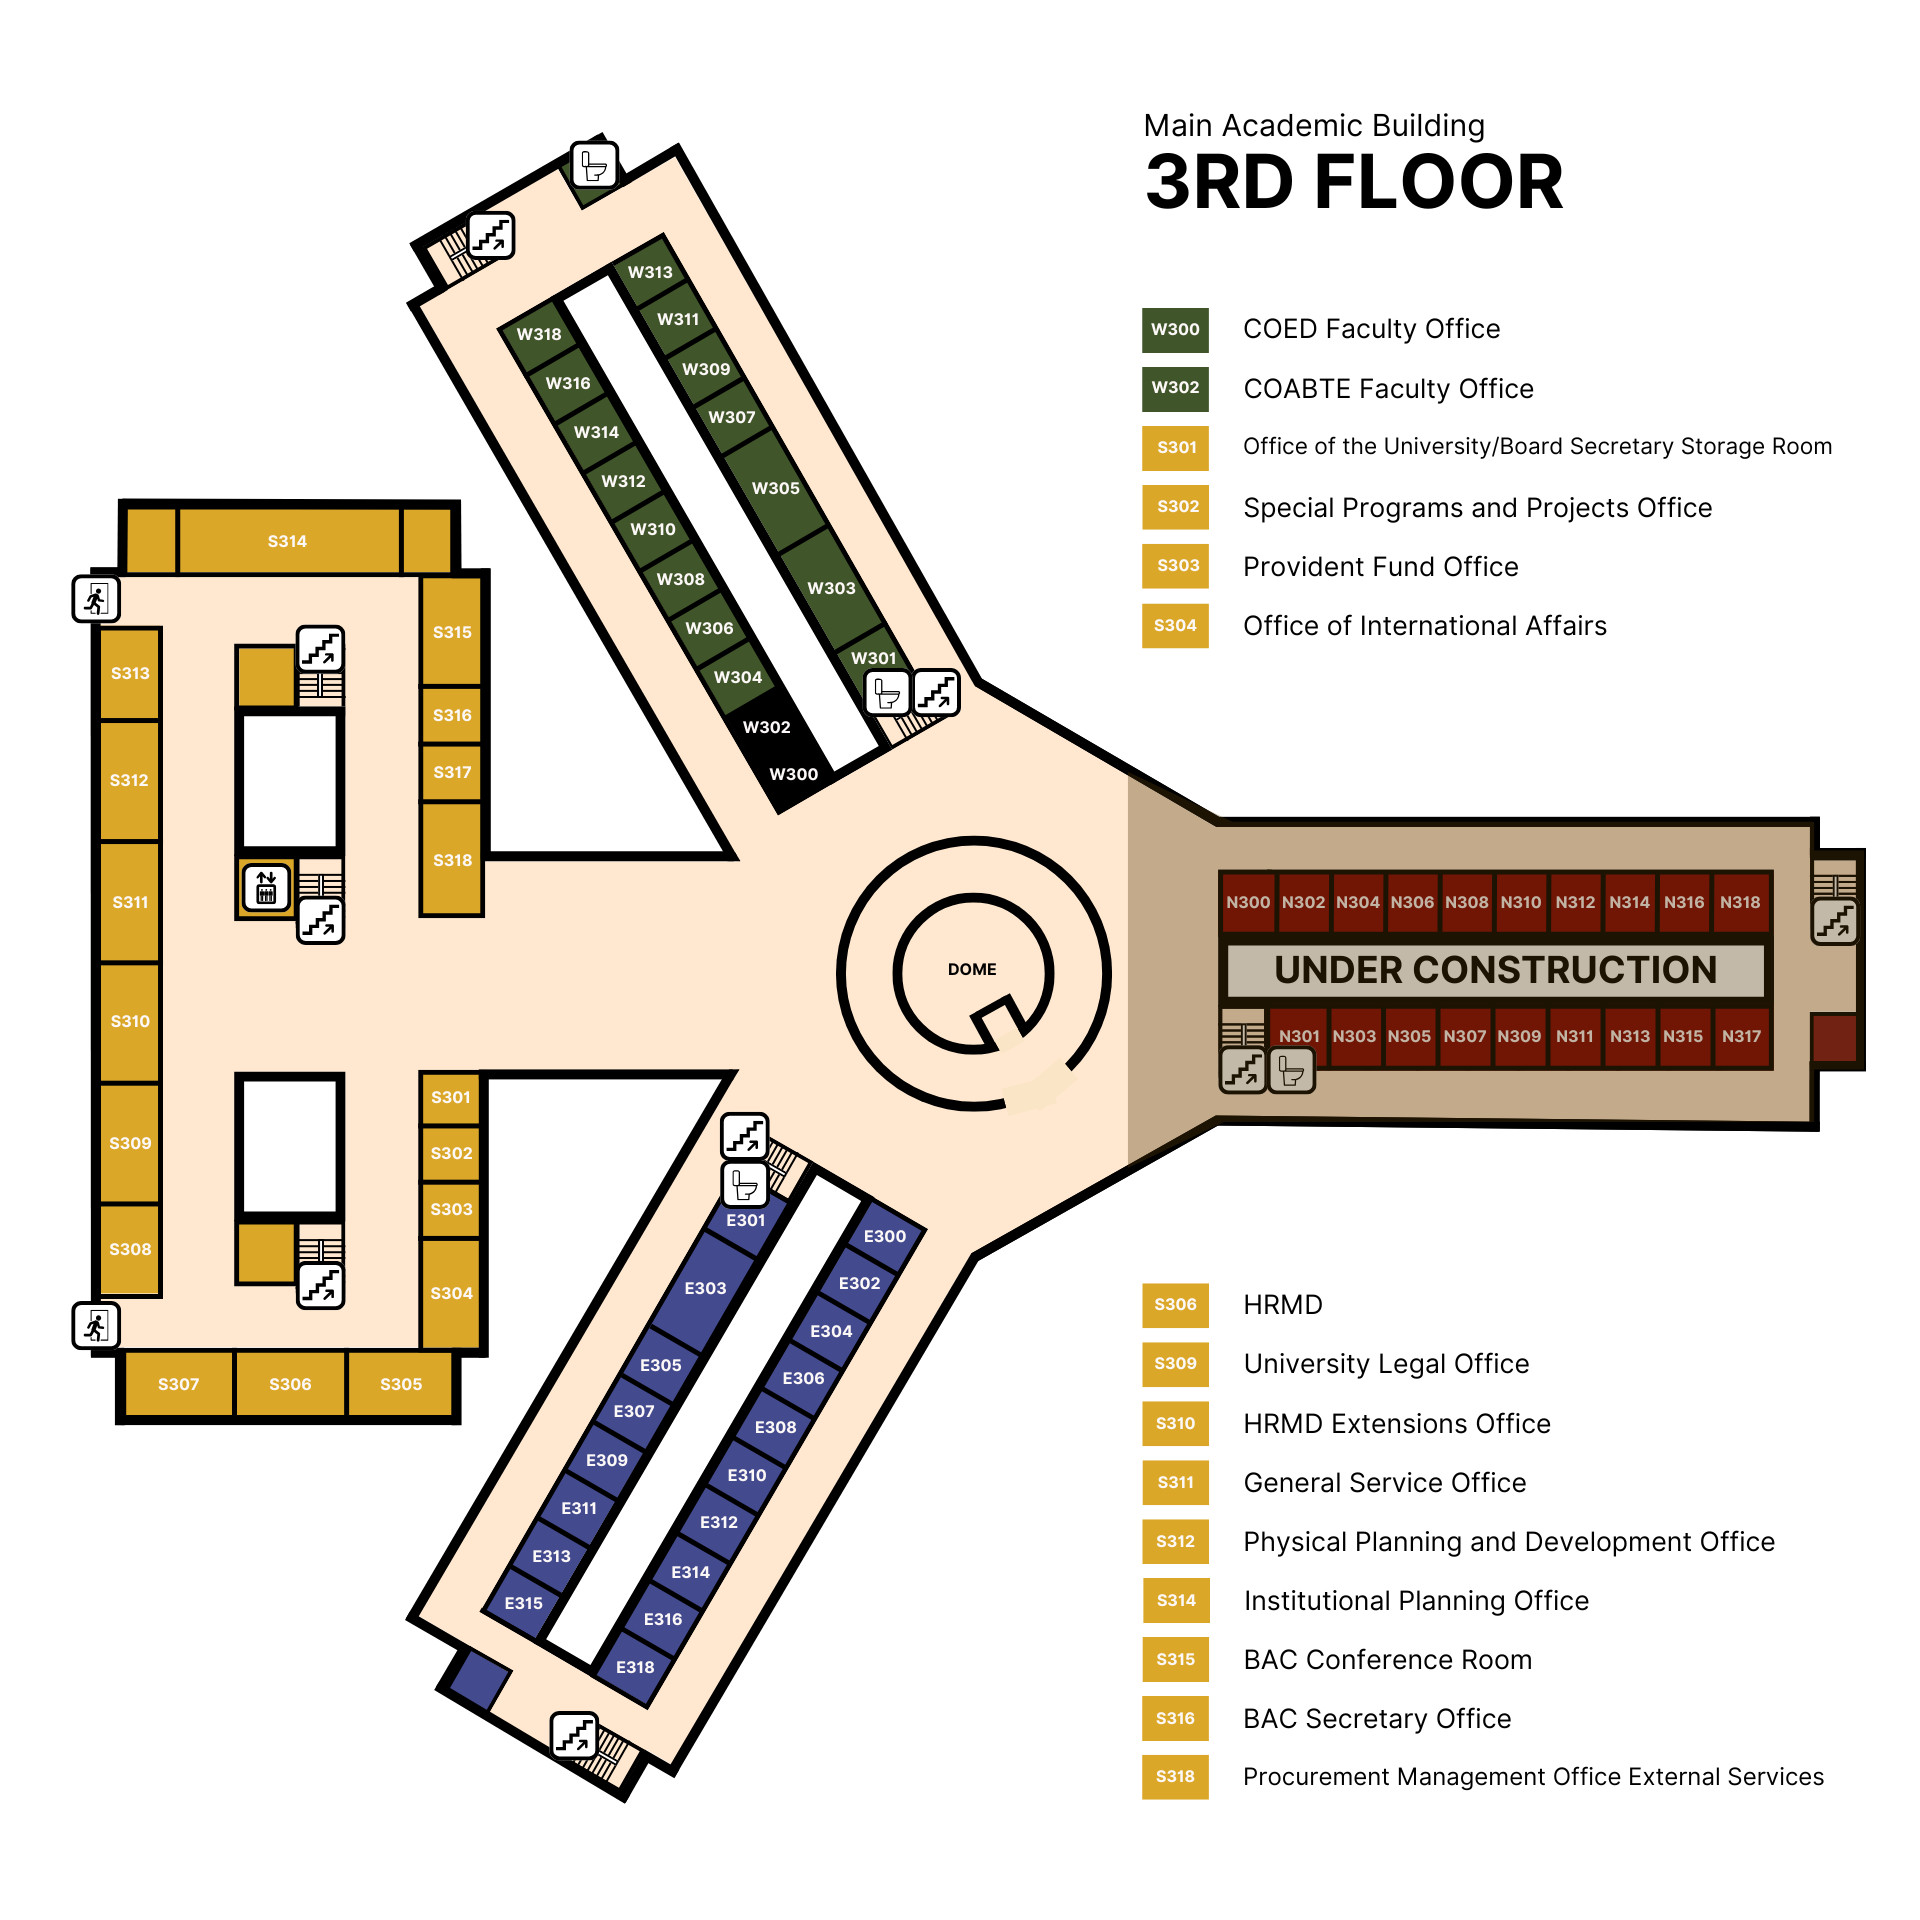 Main Academic Building
3RD FLOOR
W300 COED Faculty Office
W302 COABTE Faculty Office
S301 Office of the University/Board Secretary Storage Room
S302 Special Programs and Projects Office
S303 Provident Fund Office
S304 Office of International Affairs
W313
W311
W309
W307
W305
W303
W301
W318
W316
W314
W312
W310
W308
W306
W304
W302
W300
S314
S315
S316
S317
S318
S313
S312
S311
S310
S309
S308
S301
S302
S303
S304
S307 S306 S305
DOME
N300 N302 N304 N306 N308 N310 N312 N314 N316 N318
UNDER CONSTRUCTION
N301 N303 N305 N307 N309 N311 N313 N315 N317
E301
E303
E305
E307
E309
E311
E313
E315
E300
E302
E304
E306
E308
E310
E312
E314
E316
E318
S306 HRMD
S309 University Legal Office
S310 HRMD Extensions Office
S311 General Service Office
S312 Physical Planning and Development Office
S314 Institutional Planning Office
S315 BAC Conference Room
S316 BAC Secretary Office
S318 Procurement Management Office External Services